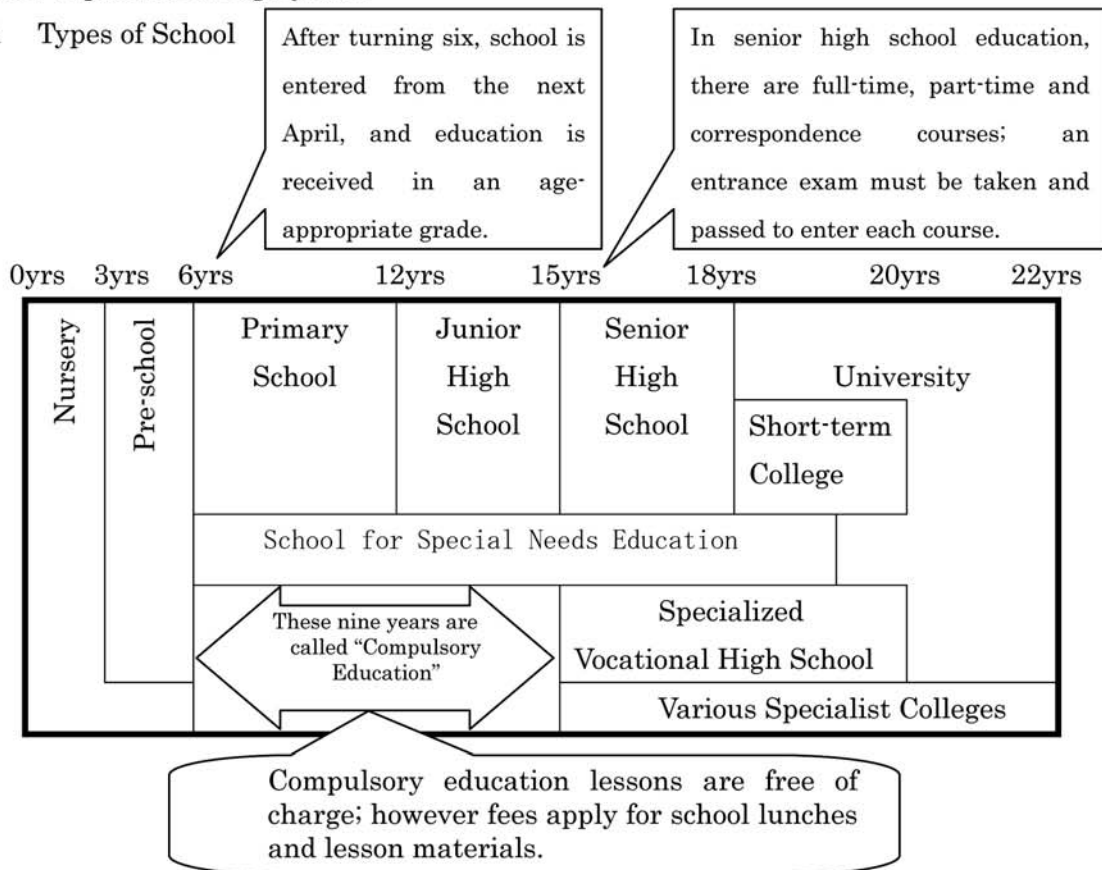 Types of School
After turning six, school is
entered from the next
April, and education is
received in an age-
appropriate grade.
In senior high school education,
there are full-time, part-time and
correspondence courses; an
entrance exam must be taken and
passed to enter each course.
0yrs 3yrs 6yrs 12yrs 15yrs 18yrs 20yrs 22yrs
Nursery
Pre-school
Primary
School
Junior
High
School
Senior
High
School
University
Short-term
College
School for Special Needs Education
These nine years are
called “Compulsory
Education”
Specialized
Vocational High School
Various Specialist Colleges
Compulsory education lessons are free of
charge; however fees apply for school lunches
and lesson materials.